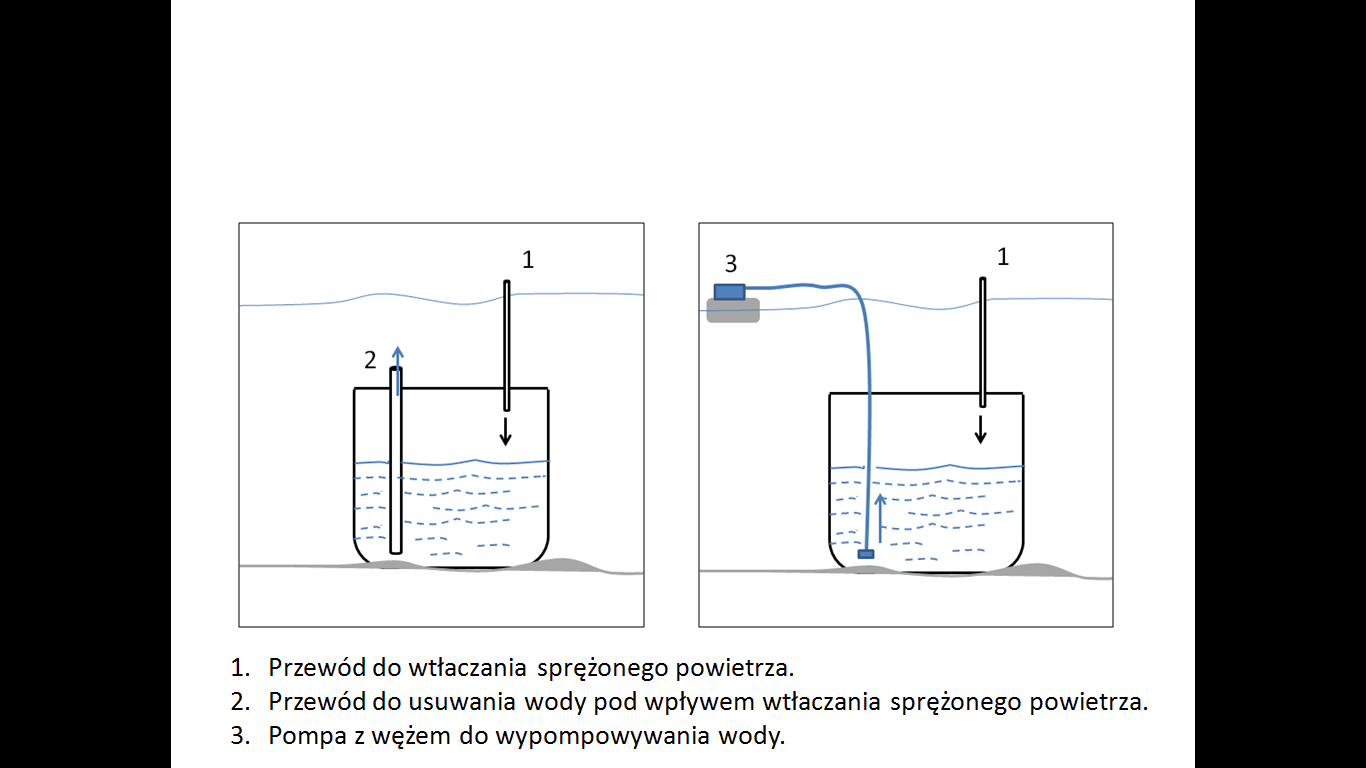 1
2
3
1
1. Przewód do wtłaczania sprężonego powietrza.
2. Przewód do usuwania wody pod wpływem wtłaczania sprężonego powietrza.
3. Pompa z wężem do wypompowywania wody.